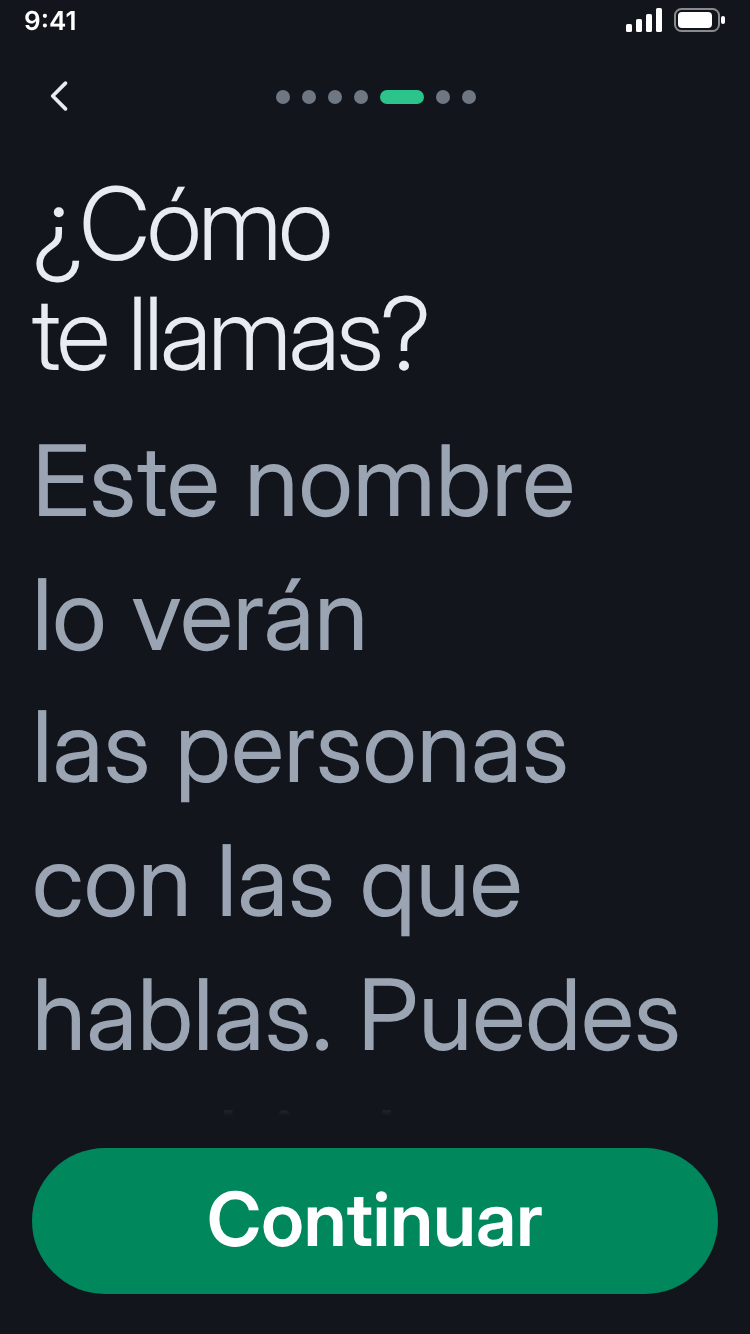 9:41
¿Cómo
te llamas?
Este nombre
lo verán
las personas
con las que
hablas. Puedes
Continuar